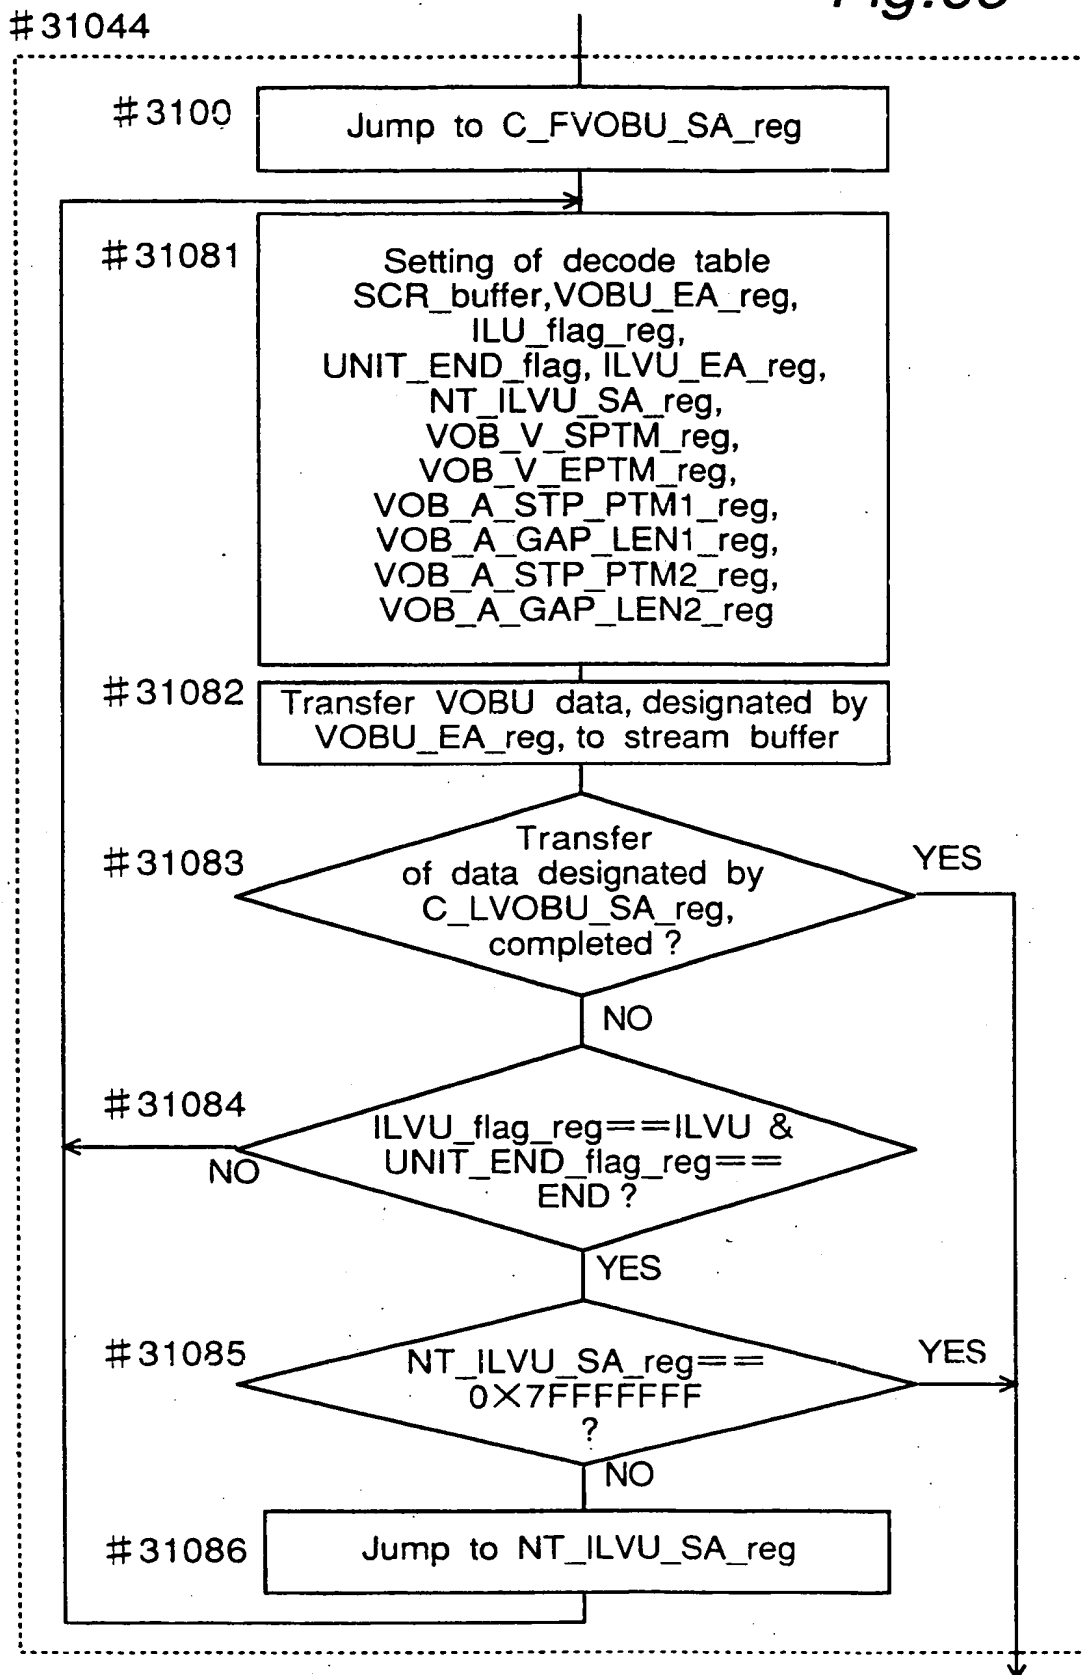 #31044
#3100
Jump to C_FVOBU_SA_reg
#31081
Setting of decode table
SCR_buffer,VOBU_EA_reg,
ILU_flag_reg,
UNIT_END_flag, ILVU_EA_reg,
NT_ILVU_SA_reg,
VOB_V_SPTM_reg,
VOB_V_EPTM_reg,
VOB_A_STP_PTM1_reg,
VOB_A_GAP_LEN1_reg,
VOB_A_STP_PTM2_reg,
VOB_A_GAP_LEN2_reg
#31082
Transfer VOBU data, designated by
VOBU_EA_reg, to stream buffer
#31083
Transfer
of data designated by
C_LVOBU_SA_reg,
completed ?
YES
NO
#31084
ILVU_flag_reg==ILVU &
UNIT_END_flag_reg==
END ?
NO
YES
#31085
NT_ILVU_SA_reg==
0X7FFFFFFF
?
YES
NO
#31086
Jump to NT_ILVU_SA_reg